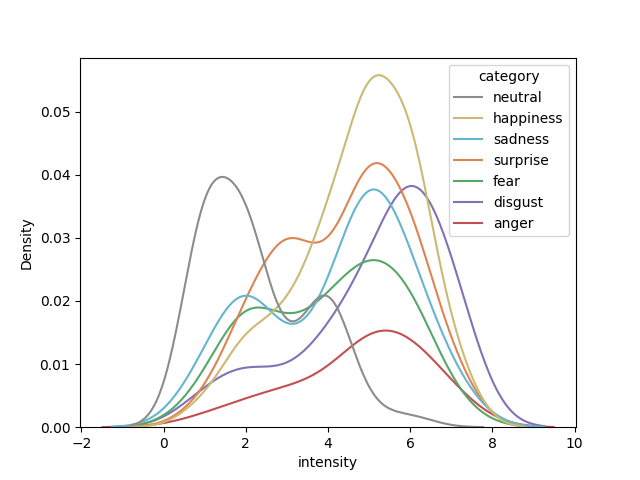 category
neutral
happiness
sadness
surprise
fear
disgust
anger
0.05
0.04
0.03
0.02
0.01
0.00
Density
−2
0
2
4
6
8
10
intensity